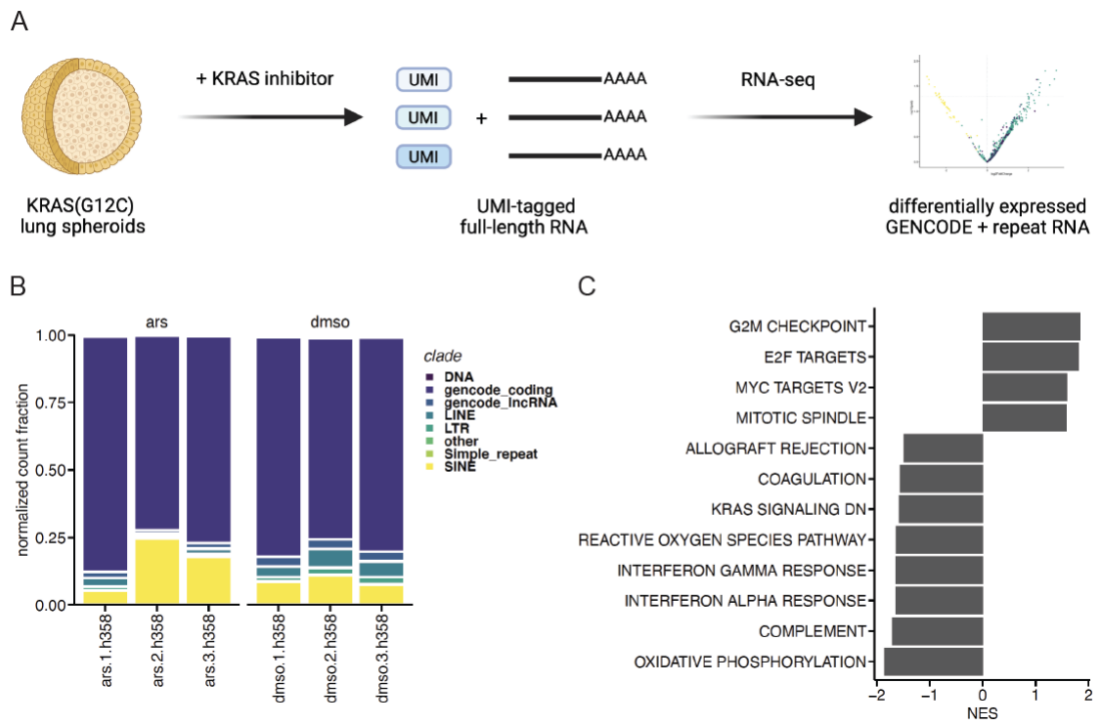 A
+ KRAS inhibitor
RNA-seq
UMI
AAAA
UMI
+
AAAA
UMI
AAAA
KRAS(G12C)
lung spheroids
UMI-tagged
full-length RNA
differentially expressed
GENCODE + repeat RNA
B
ars
dmso
normalized count fraction
1.00
0.75
0.50
0.25
0.00
ars.1.h358
ars.2.h358
ars.3.h358
dmso.1.h358
dmso.2.h358
dmso.3.h358
clade
DNA
gencode_coding
gencode_lncRNA
LINE
LTR
other
Simple_repeat
SINE
C
G2M CHECKPOINT
E2F TARGETS
MYC TARGETS V2
MITOTIC SPINDLE
ALLOGRAFT REJECTION
COAGULATION
KRAS SIGNALING DN
REACTIVE OXYGEN SPECIES PATHWAY
INTERFERON GAMMA RESPONSE
INTERFERON ALPHA RESPONSE
COMPLEMENT
OXIDATIVE PHOSPHORYLATION
−2 −1 0 1 2
NES